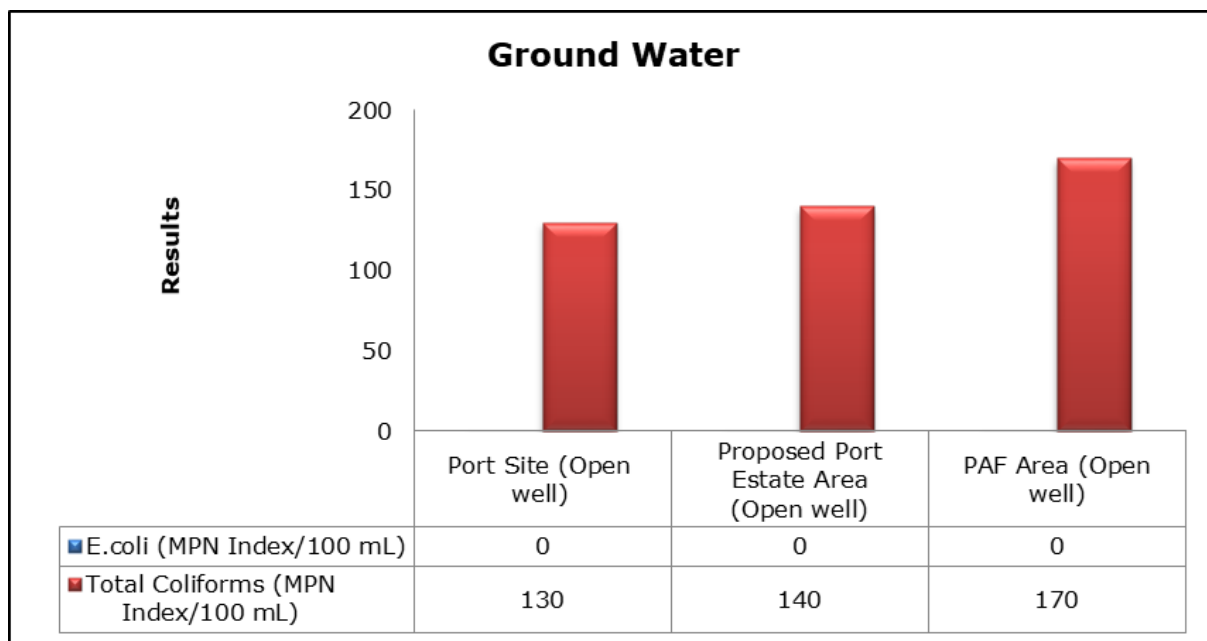 Ground Water
Results
200
150
100
50
0
Port Site (Open
well)
Proposed Port
Estate Area
(Open well)
PAF Area (Open
well)
E.coli (MPN Index/100 mL)
0
0
0
Total Coliforms (MPN
Index/100 mL)
130
140
170